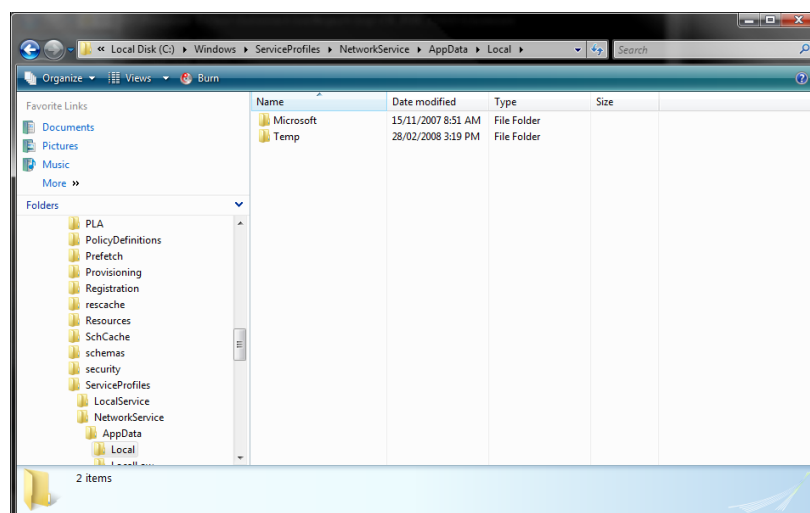 « Local Disk (C:) Windows ServiceProfiles NetworkService AppData Local Search
Organize Views Burn
Favorite Links
Documents
Pictures
Music
More »
Folders
PLA
PolicyDefinitions
Prefetch
Provisioning
Registration
rescache
Resources
SchCache
schemas
security
ServiceProfiles
LocalService
NetworkService
AppData
Local
Name Date modified Type Size
Microsoft 15/11/2007 8:51 AM File Folder
Temp 28/02/2008 3:19 PM File Folder
2 items